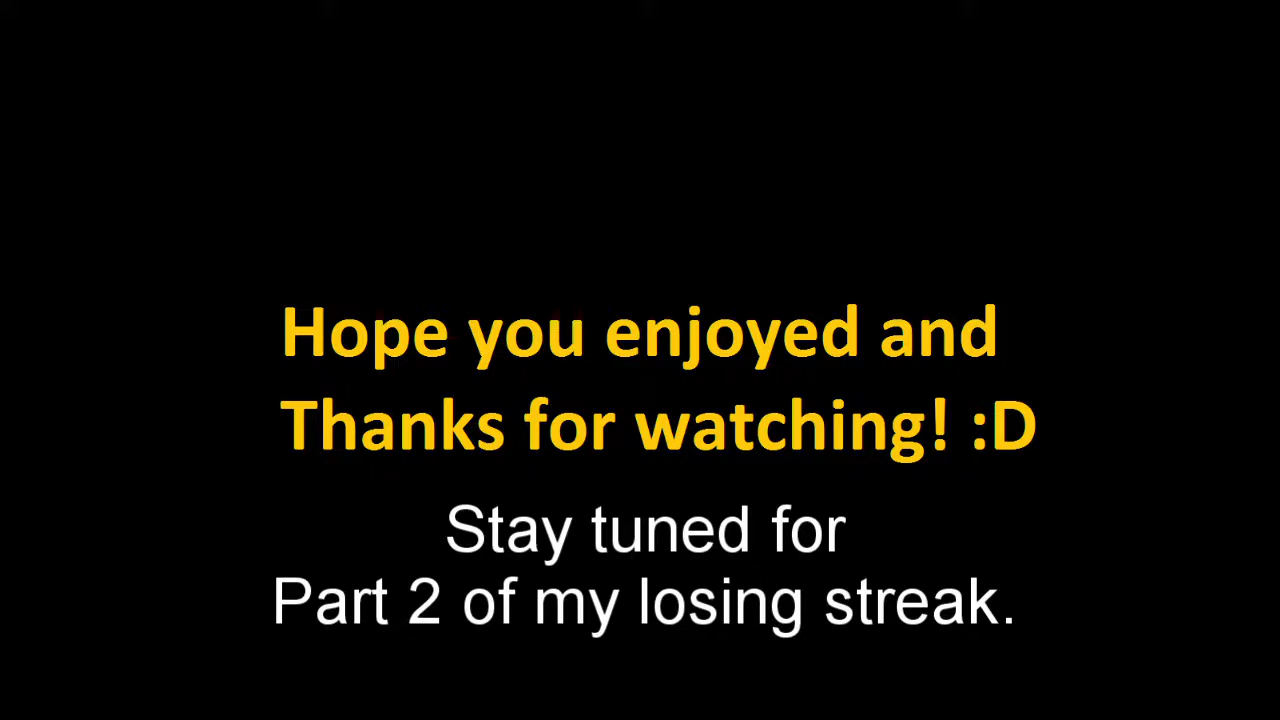 Hope you enjoyed and
Thanks for watching! :D
Stay tuned for
Part 2 of my losing streak.